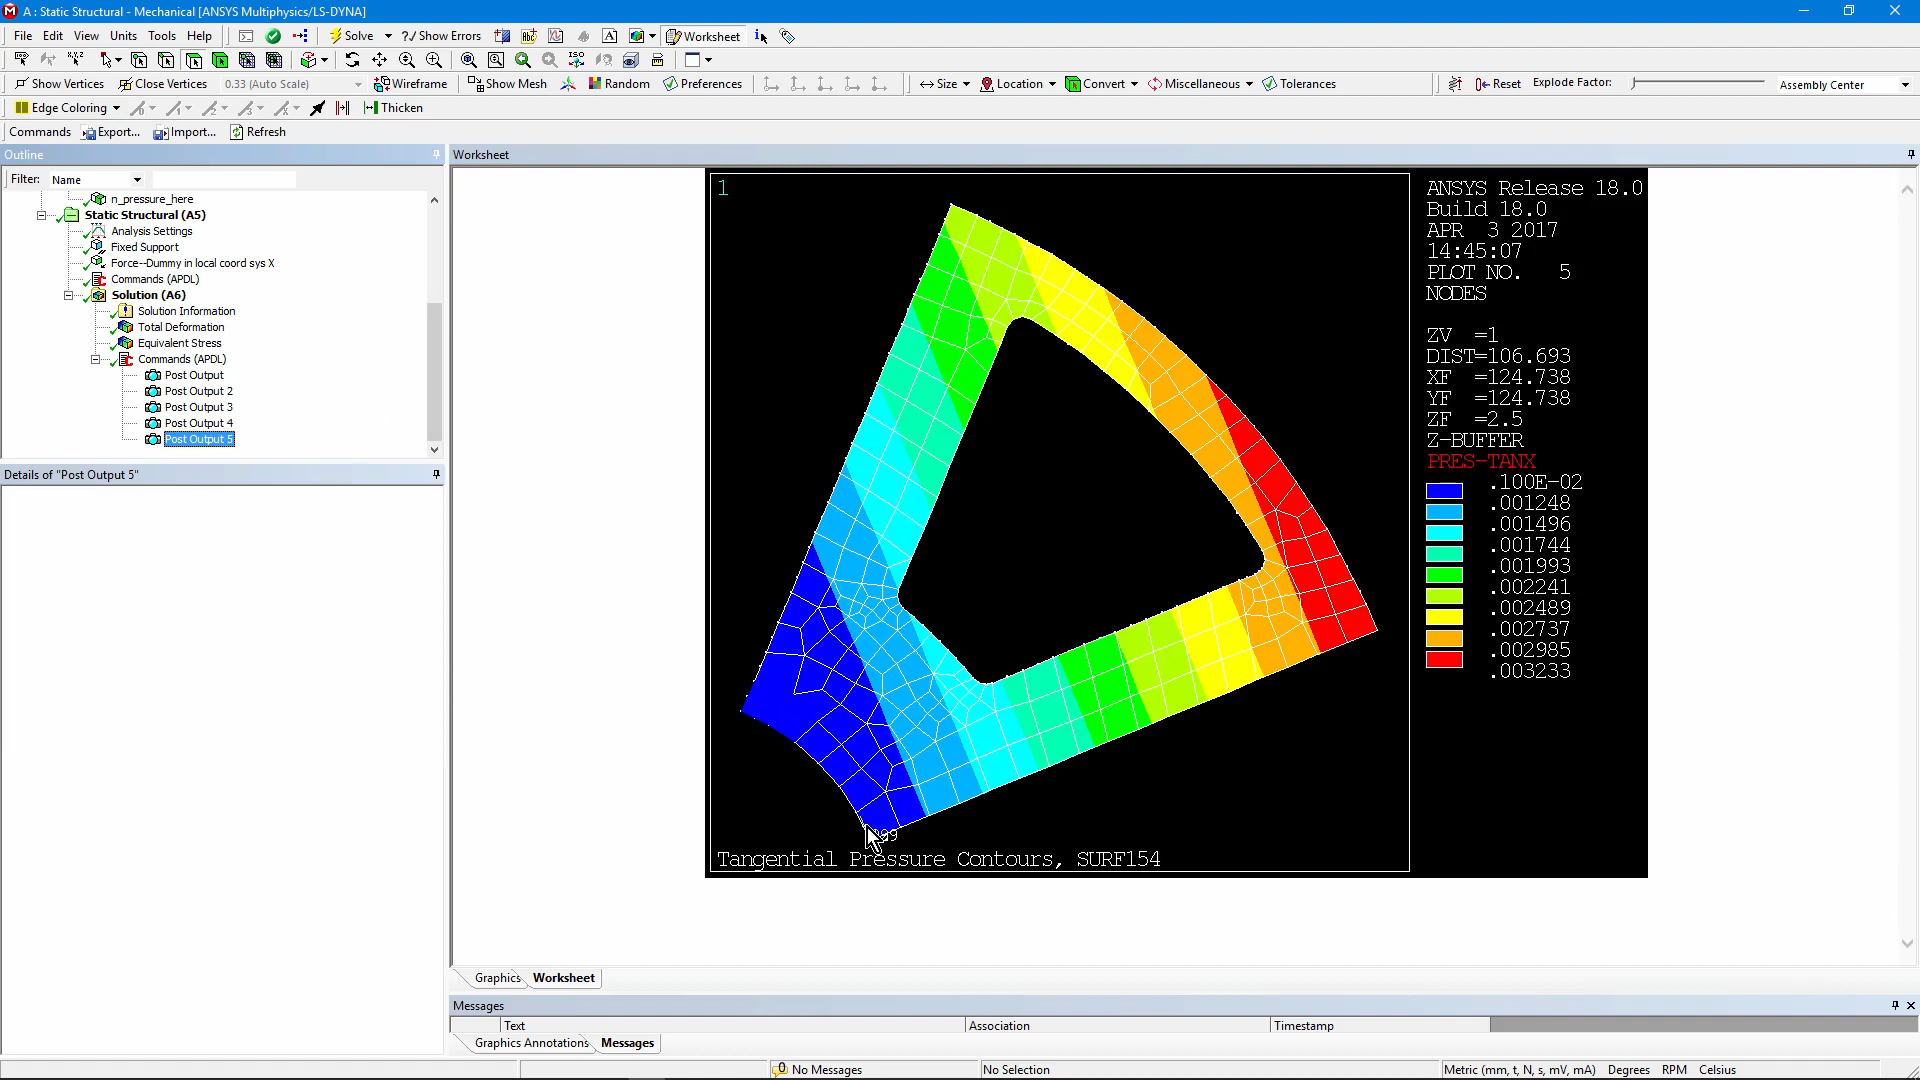 A : Static Structural - Mechanical [ANSYS Multiphysics/LS-DYNA]
File Edit View Units Tools Help Solve ?/ Show Errors Worksheet
Show Vertices Close Vertices 0.33 (Auto Scale) Wireframe Show Mesh Random Preferences Size Location Convert Miscellaneous Tolerances Reset Explode Factor: Assembly Center
Edge Coloring Thicken
Commands Export... Import... Refresh
Outline
Filter: Name
n_pressure_here
Static Structural (A5)
Analysis Settings
Fixed Support
Force--Dummy in local coord sys X
Commands (APDL)
Solution (A6)
Solution Information
Total Deformation
Equivalent Stress
Commands (APDL)
Post Output
Post Output 2
Post Output 3
Post Output 4
Post Output 5
Details of "Post Output 5"
Worksheet
1
ANSYS Release 18.0
Build 18.0
APR 3 2017
14:45:07
PLOT NO. 5
NODES
ZV =1
DIST=106.693
XF =124.738
YF =124.738
ZF =2.5
Z-BUFFER
PRES-TANX
.100E-02
.001248
.001496
.001744
.001993
.002241
.002489
.002737
.002985
.003233
Tangential Pressure Contours, SURF154
Graphics Worksheet
Messages
Text Association Timestamp
Graphics Annotations Messages
No Messages No Selection Metric (mm, t, N, s, mV, mA) Degrees RPM Celsius